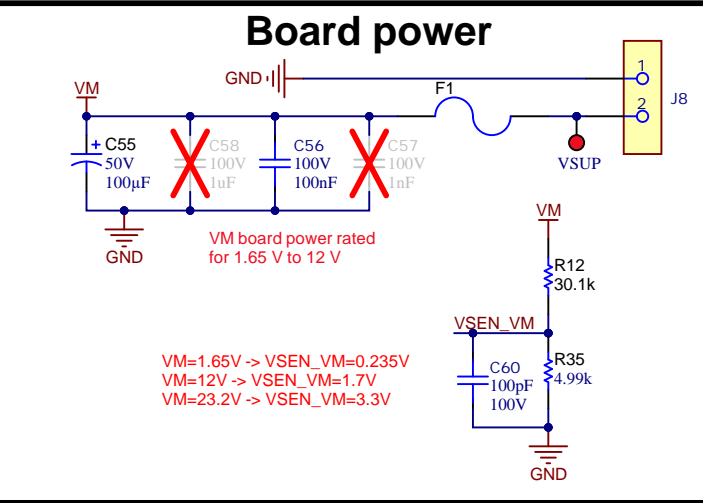 Board power
GND
F1
1
2
J8
VM
VSUP
C55
50V
100µF
C58
100V
1uF
C56
100V
100nF
C57
100V
1nF
GND
VM board power rated
for 1.65 V to 12 V
VM
R12
30.1k
VSEN_VM
R35
4.99k
C60
100pF
100V
GND
VM=1.65V -> VSEN_VM=0.235V
VM=12V -> VSEN_VM=1.7V
VM=23.2V -> VSEN_VM=3.3V